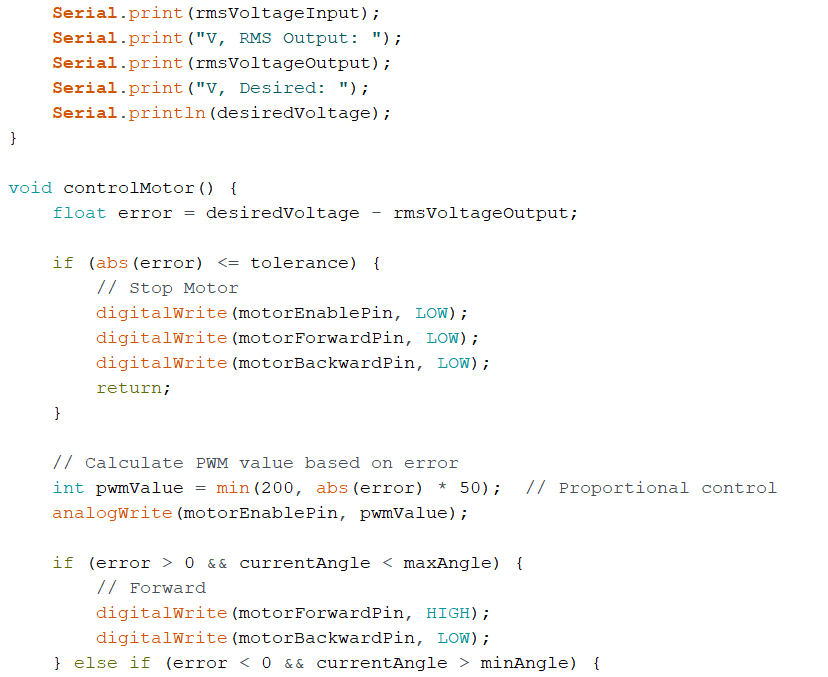 Serial.print(rmsVoltageInput);
    Serial.print("V, RMS Output: ");
    Serial.print(rmsVoltageOutput);
    Serial.print("V, Desired: ");
    Serial.println(desiredVoltage);
}

void controlMotor() {
    float error = desiredVoltage - rmsVoltageOutput;

    if (abs(error) <= tolerance) {
        // Stop Motor
        digitalWrite(motorEnablePin, LOW);
        digitalWrite(motorForwardPin, LOW);
        digitalWrite(motorBackwardPin, LOW);
        return;
    }

    // Calculate PWM value based on error
    int pwmValue = min(200, abs(error) * 50);  // Proportional control
    analogWrite(motorEnablePin, pwmValue);

    if (error > 0 && currentAngle < maxAngle) {
        // Forward
        digitalWrite(motorForwardPin, HIGH);
        digitalWrite(motorBackwardPin, LOW);
    } else if (error < 0 && currentAngle > minAngle) {